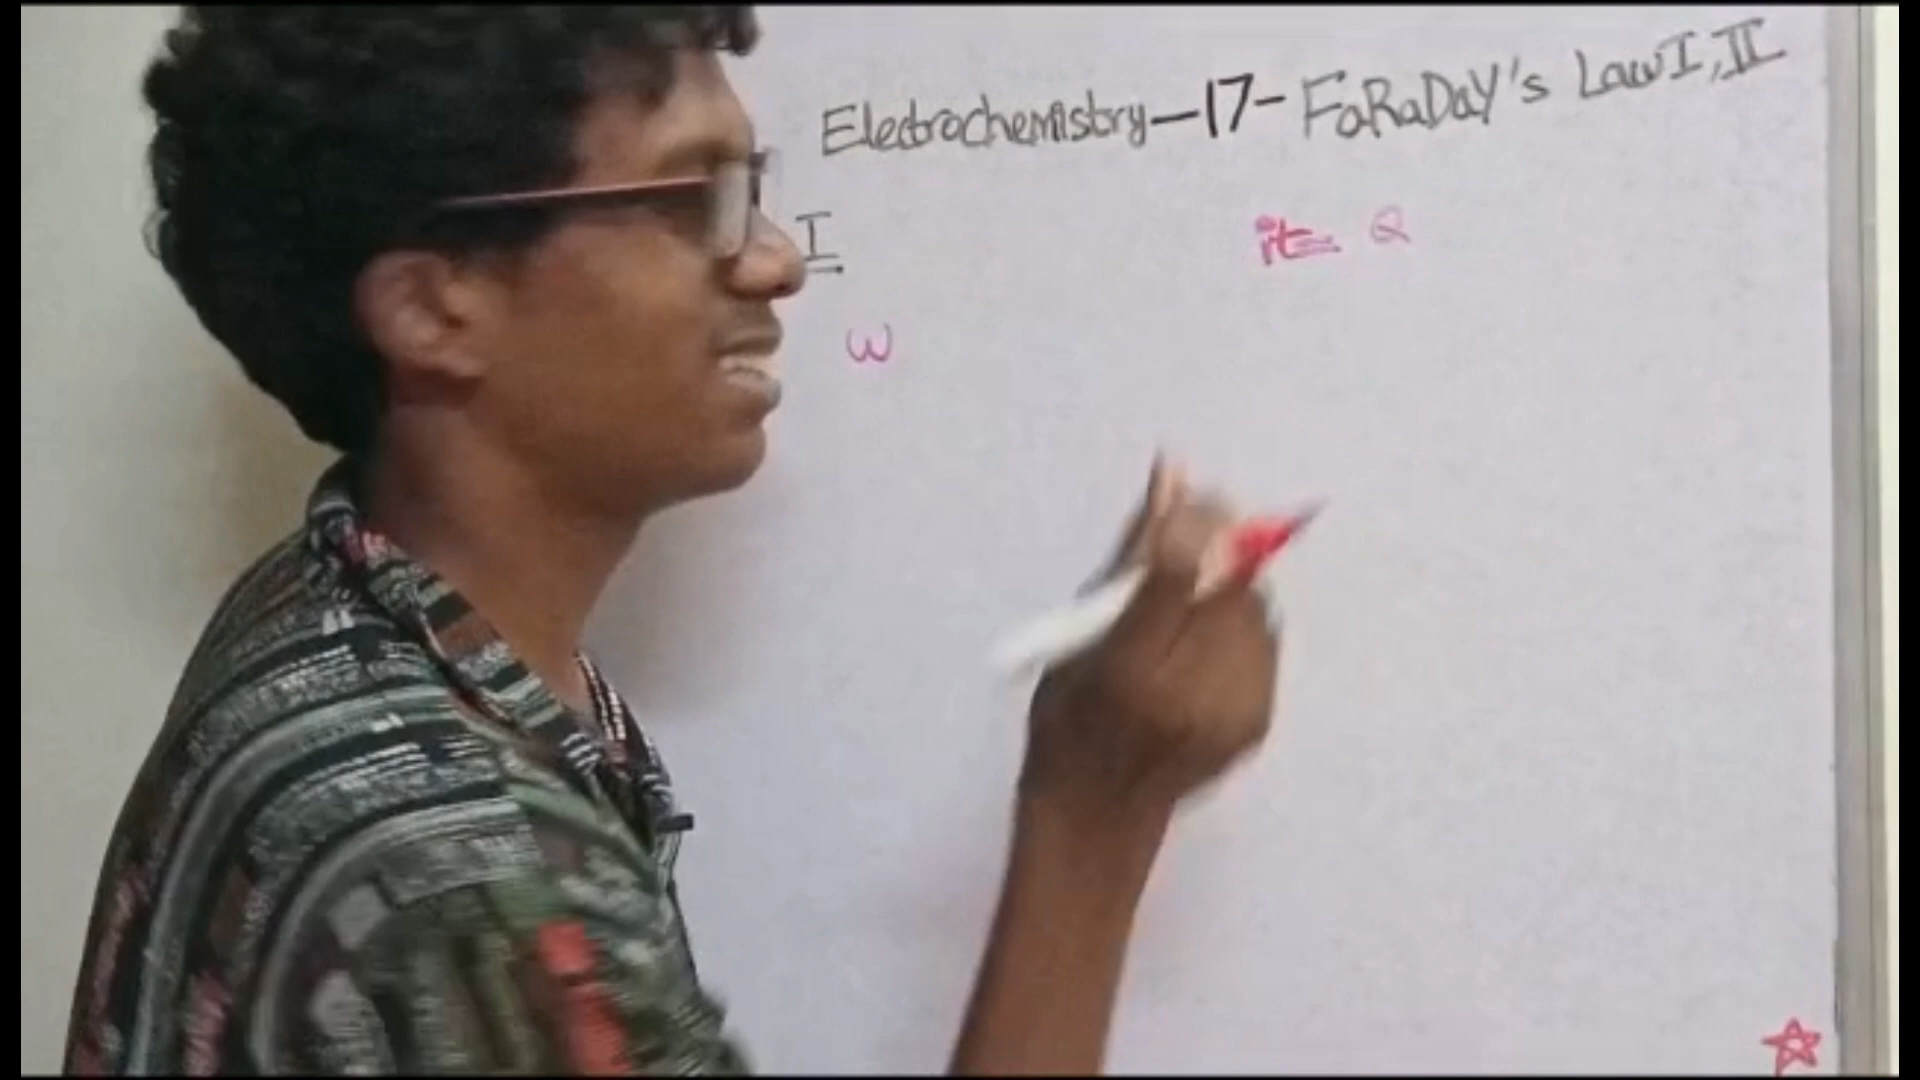 Electrochemistry-17- FaRaDaY's Law I, II
I
it= Q
W